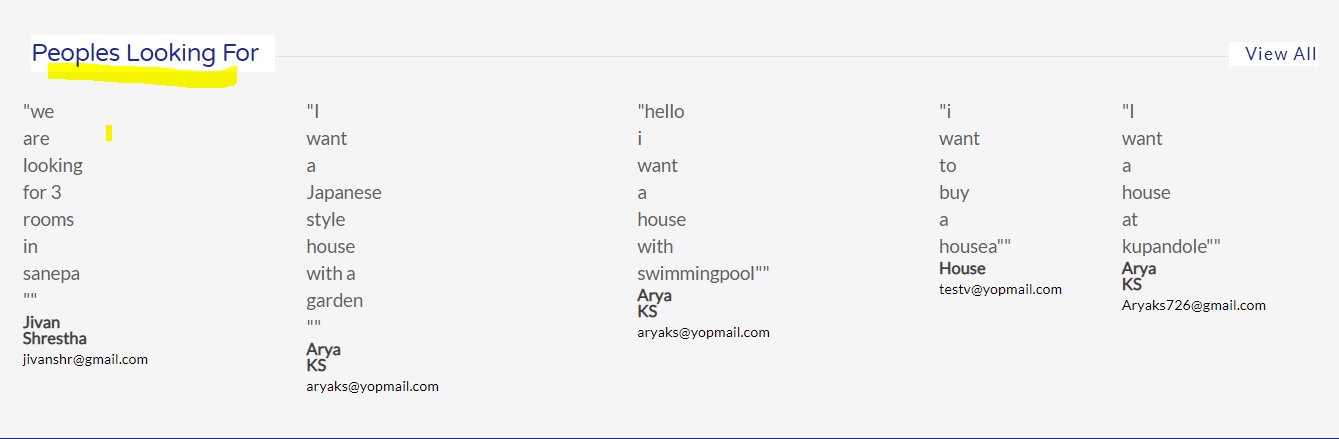 Peoples Looking For
View All
"we
are
looking
for 3
rooms
in
sanepa
""
Jivan
Shrestha
jivanshr@gmail.com
"I
want
a
Japanese
style
house
with a
garden
""
Arya
KS
aryaks@yopmail.com
"hello
i
want
a
house
with
swimmingpool""
Arya
KS
aryaks@yopmail.com
"i
want
to
buy
a
housea""
House
testv@yopmail.com
"I
want
a
house
at
kupandole""
Arya
KS
Aryaks726@gmail.com